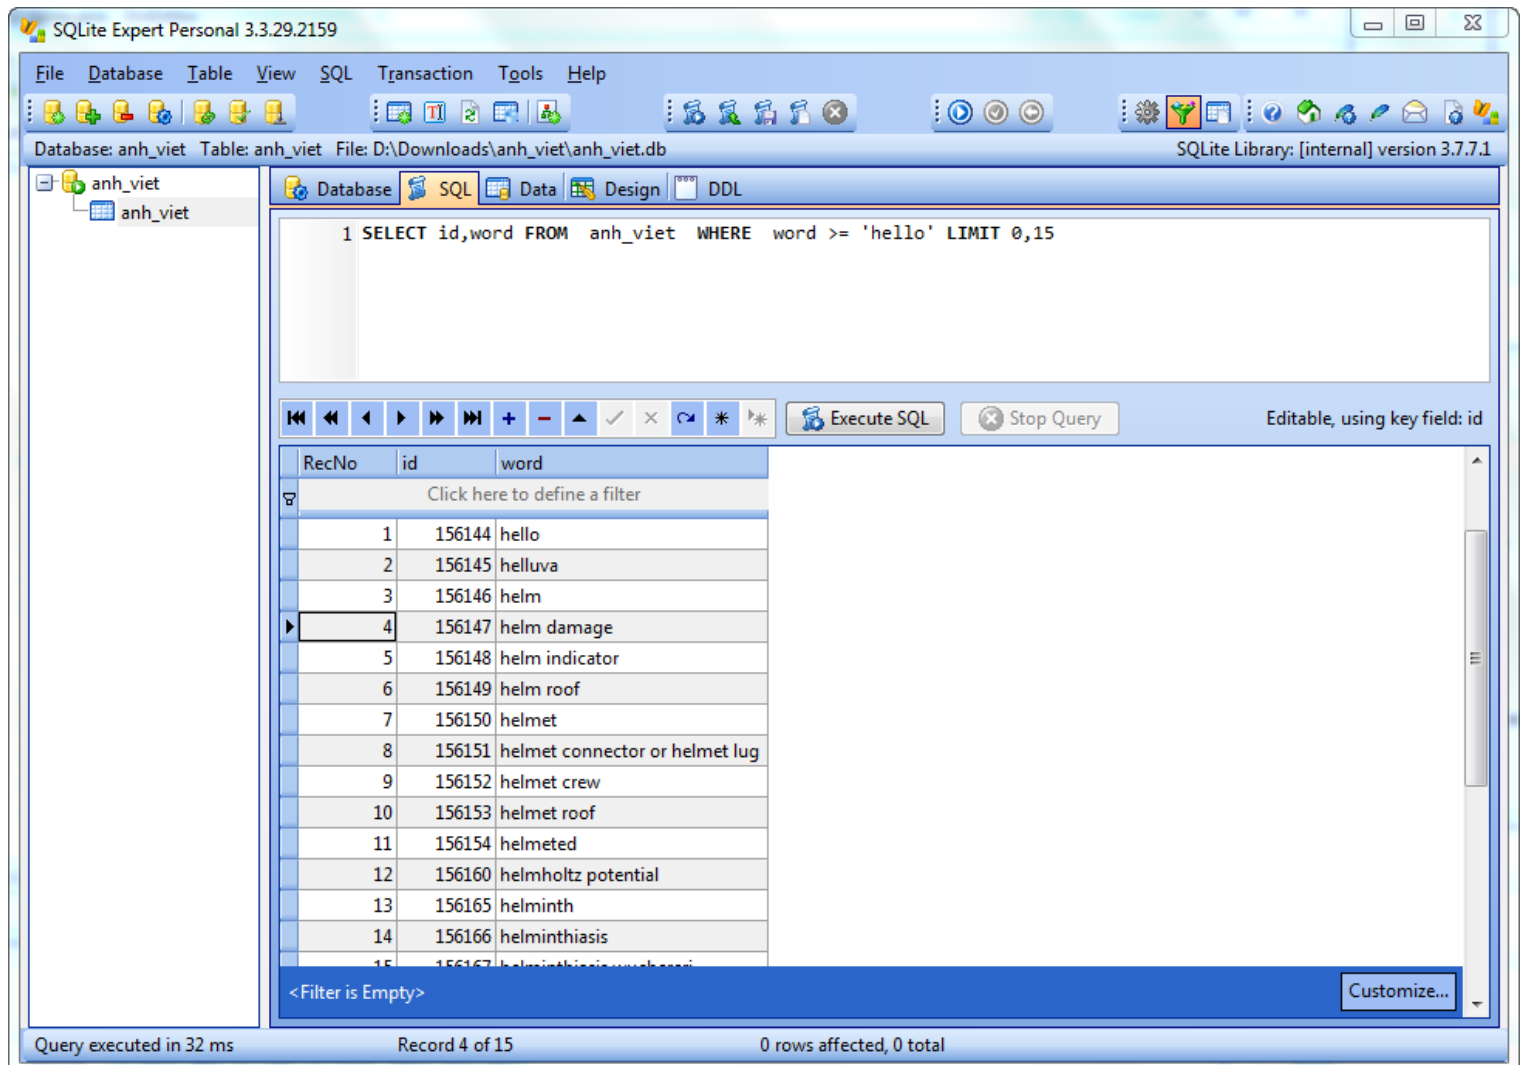 SQLite Expert Personal 3.3.29.2159
File Database Table View SQL Transaction Tools Help
Database: anh_viet Table: anh_viet File: D:\Downloads\anh_viet\anh_viet.db SQLite Library: [internal] version 3.7.7.1
anh_viet
anh_viet
Database SQL Data Design DDL
1 SELECT id,word FROM anh_viet WHERE word >= 'hello' LIMIT 0,15
Execute SQL Stop Query Editable, using key field: id
RecNo id word
Click here to define a filter
1 156144 hello
2 156145 helluva
3 156146 helm
4 156147 helm damage
5 156148 helm indicator
6 156149 helm roof
7 156150 helmet
8 156151 helmet connector or helmet lug
9 156152 helmet crew
10 156153 helmet roof
11 156154 helmeted
12 156160 helmholtz potential
13 156165 helminth
14 156166 helminthiasis
15 156167 helminthiasis
<Filter is Empty> Customize...
Query executed in 32 ms Record 4 of 15 0 rows affected, 0 total